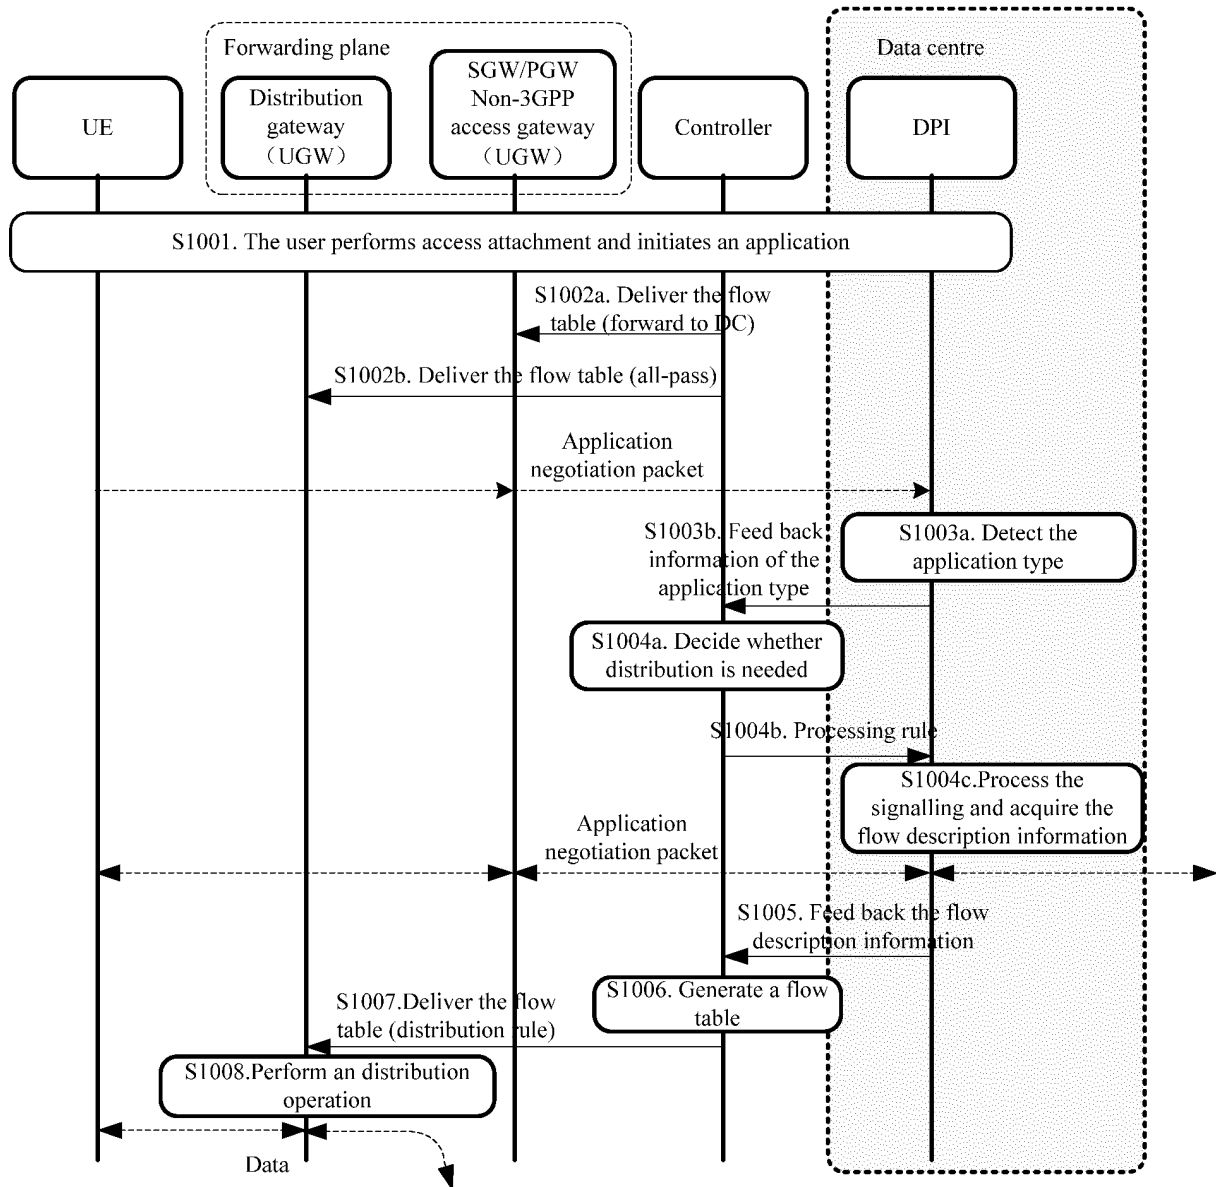 Forwarding plane
Data centre
UE
Distribution
gateway
（UGW）
SGW/PGW
Non-3GPP
access gateway
（UGW）
Controller
DPI
S1001. The user performs access attachment and initiates an application
S1002a. Deliver the flow
table (forward to DC)
S1002b. Deliver the flow table (all-pass)
Application
negotiation packet
S1003a. Detect the
application type
S1003b. Feed back
information of the
application type
S1004a. Decide whether
distribution is needed
S1004b. Processing rule
S1004c.Process the
signalling and acquire the
flow description information
Application
negotiation packet
S1005. Feed back the flow
description information
S1006. Generate a flow
table
S1007.Deliver the flow
table (distribution rule)
S1008.Perform an distribution
operation
Data